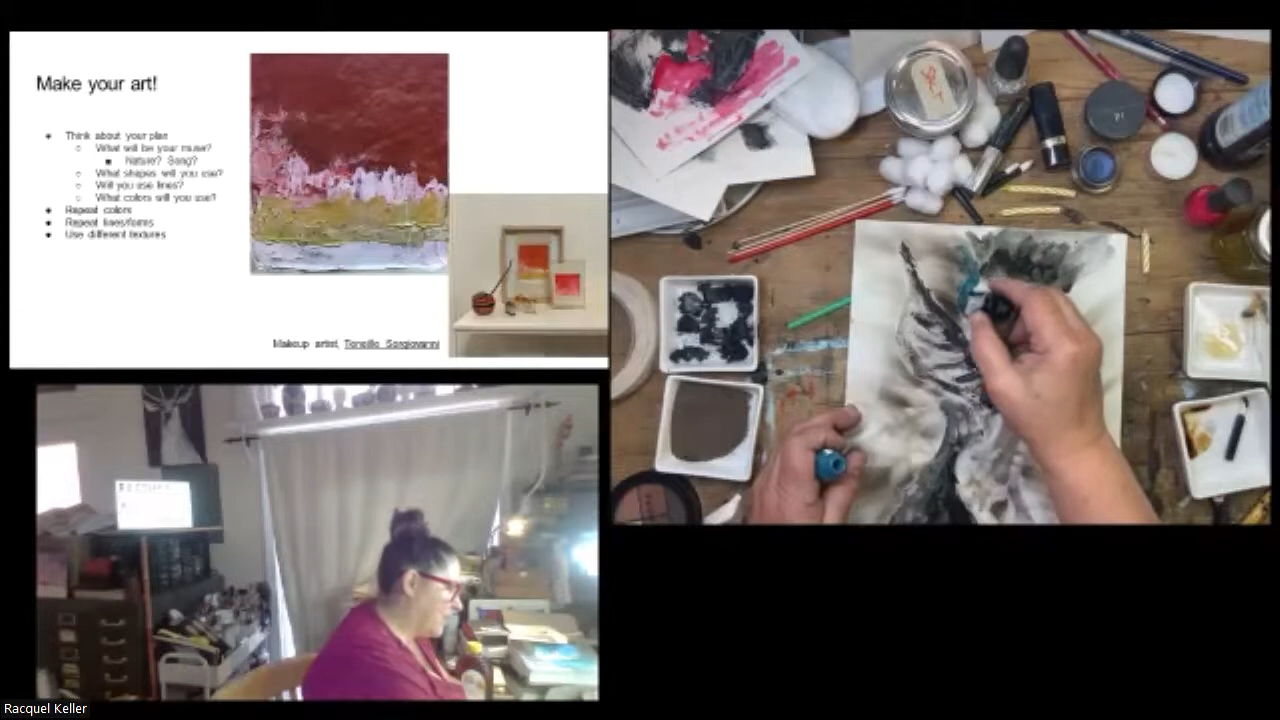 Make your art!
Think about your plan
What will be your muse?
Nature? Song?
What shapes will you use?
Will you use lines?
What colors will you use?
Repeat colors
Repeat lines/forms
Use different textures
Makeup artist,
Racquel Keller